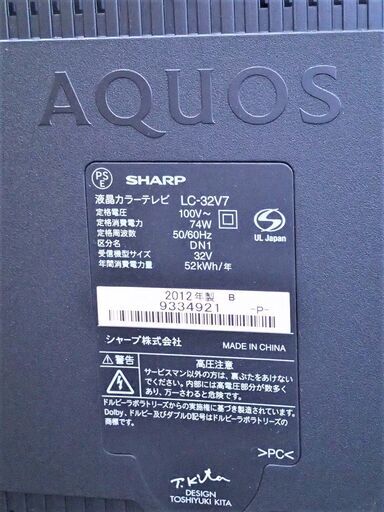 AQUOS
PS
E
SHARP
液晶カラーテレビ LC-32V7
定格電圧 100V～
定格消費電力 74W
定格周波数 50/60Hz
区分名 DN1
受信機型サイズ 32V
年間消費電力量 52kWh/年
S
UL Japan
2012年製 B
9334921 -P-
シャープ株式会社 MADE IN CHINA
警告 高圧注意
サービスマン以外の方は、裏ぶたをあけないで
ください。内部には高電圧部分が数多く
あり、万一さわると危険です。
ドルビーラボラトリーズからの実施権に基づき製造されています。
Dolby、ドルビー及びダブルD記号はドルビーラボラトリーズの
商標です。
>PC<
T.Kita
DESIGN
TOSHIYUKI KITA